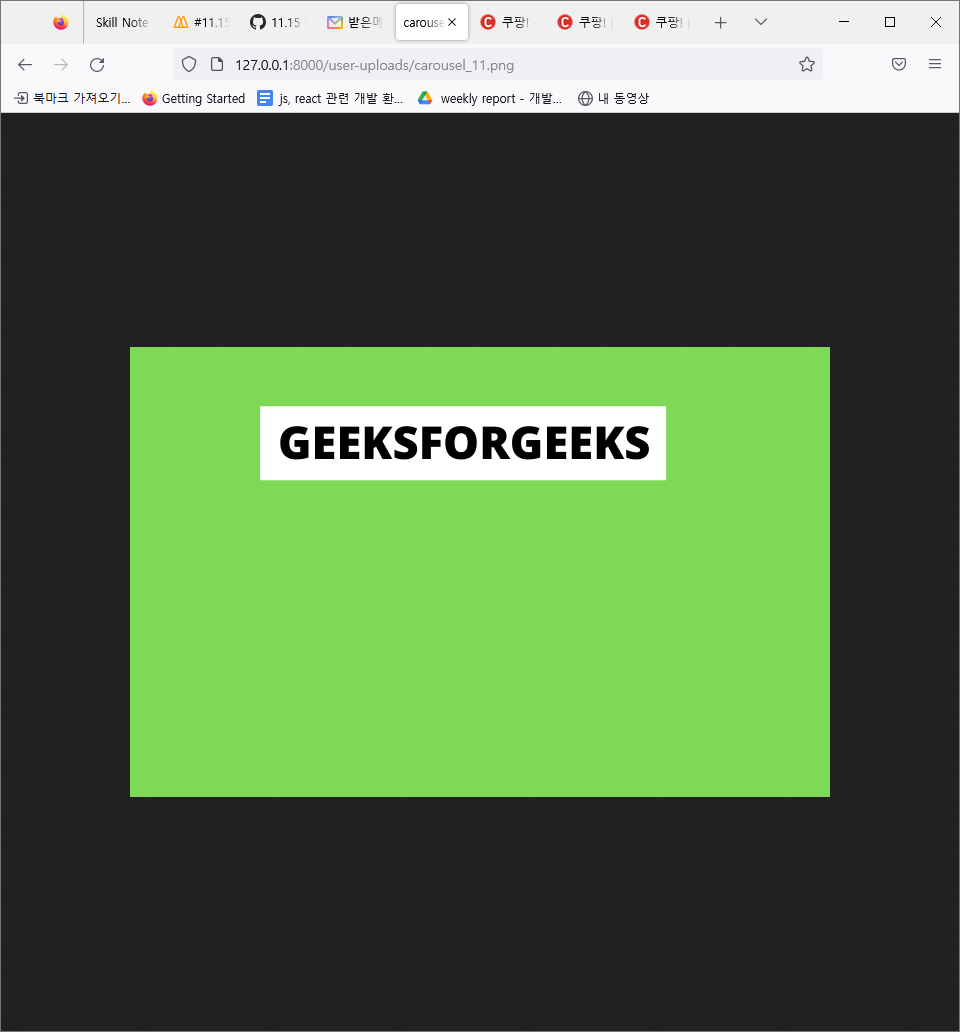 Skill Note
#11.15
11.15
받은메
carouse
쿠팡!
쿠팡!
쿠팡!
127.0.0.1:8000/user-uploads/carousel_11.png
북마크 가져오기...
Getting Started
js, react 관련 개발 환...
weekly report - 개발...
내 동영상
GEEKSFORGEEKS